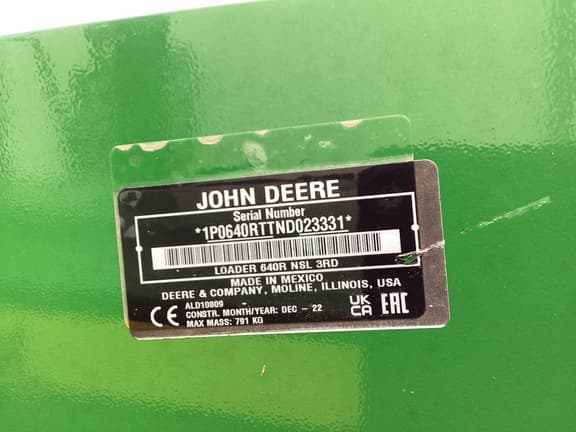 JOHN DEERE
Serial Number
*1P0640RTTND023331*
LOADER 640R NSL 3RD
MADE IN MEXICO
DEERE & COMPANY, MOLINE, ILLINOIS, USA
ALD10809 -
CONSTR. MONTH/YEAR: DEC - 22
MAX MASS: 791 KG
CE
UK
CA
EAC